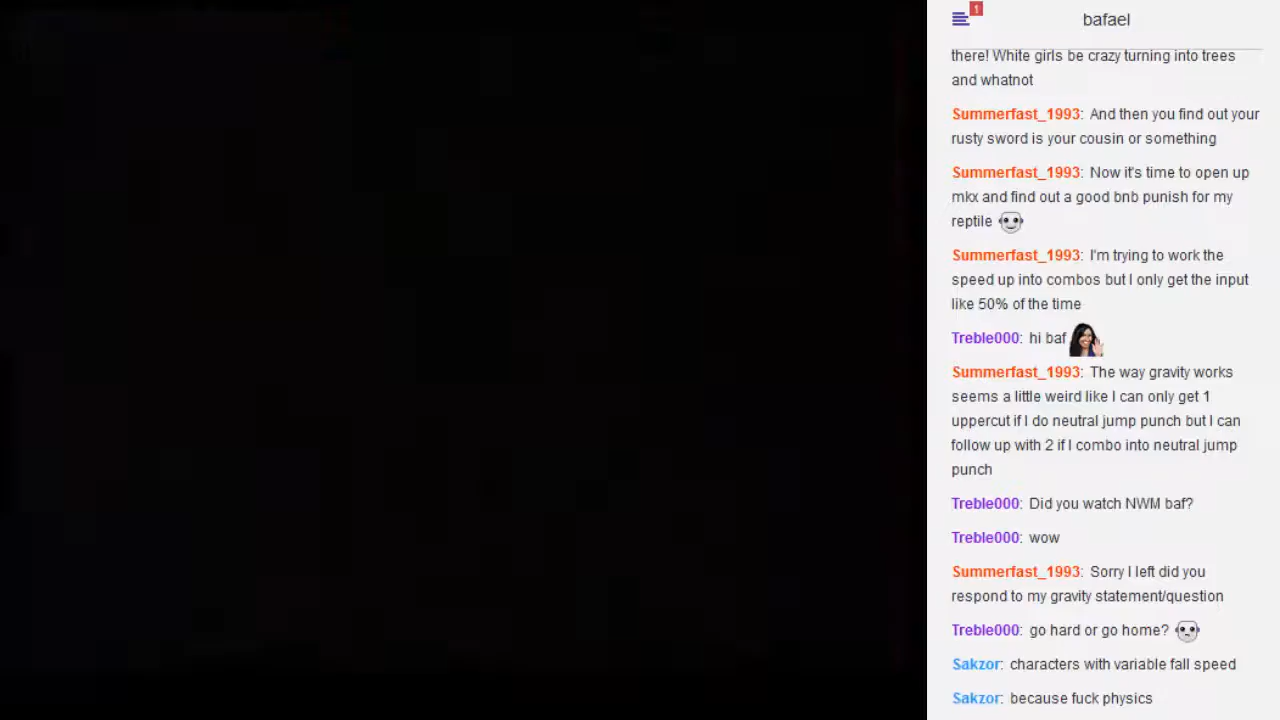 1
bafael
there! White girls be crazy turning into trees
and whatnot
Summerfast_1993: And then you find out your
rusty sword is your cousin or something
Summerfast_1993: Now it's time to open up
mkx and find out a good bnb punish for my
reptile
Summerfast_1993: I'm trying to work the
speed up into combos but I only get the input
like 50% of the time
Treble000: hi baf
Summerfast_1993: The way gravity works
seems a little weird like I can only get 1
uppercut if I do neutral jump punch but I can
follow up with 2 if I combo into neutral jump
punch
Treble000: Did you watch NWM baf?
Treble000: wow
Summerfast_1993: Sorry I left did you
respond to my gravity statement/question
Treble000: go hard or go home?
Sakzor: characters with variable fall speed
Sakzor: because fuck physics